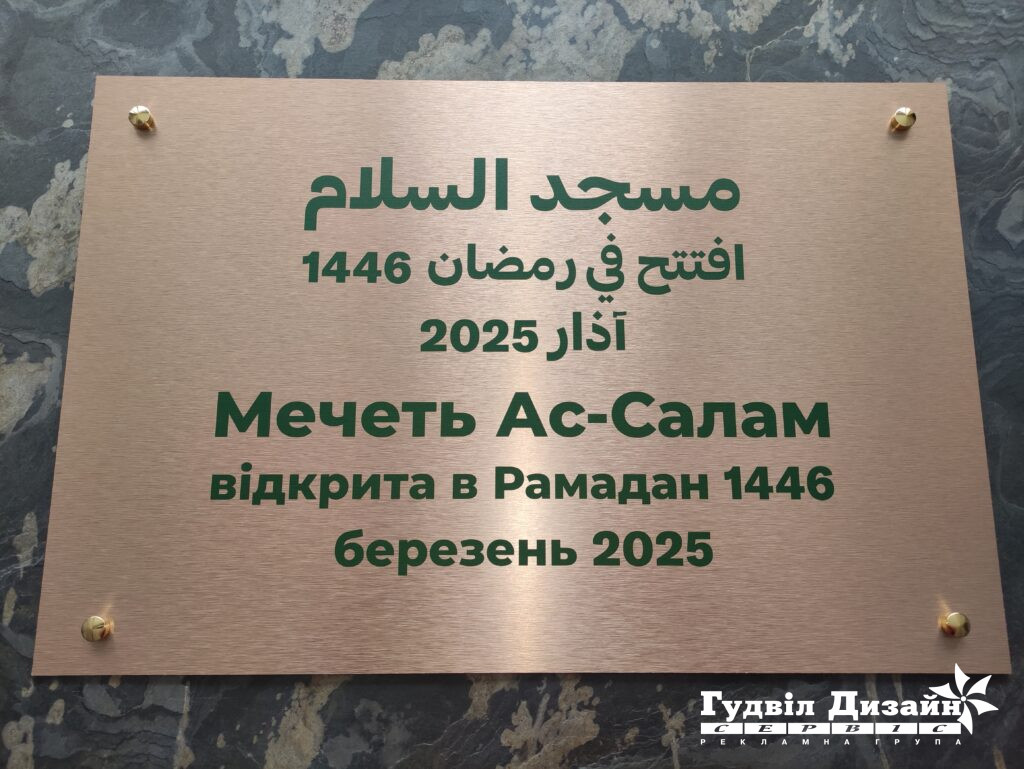 مسجد السلام
افتتح في رمضان 1446
آذار 2025
Мечеть Ас-Салам
відкрита в Рамадан 1446
березень 2025
Гудвіл Дизайн
СЕРВІС
РЕКЛАМНА ГРУПА